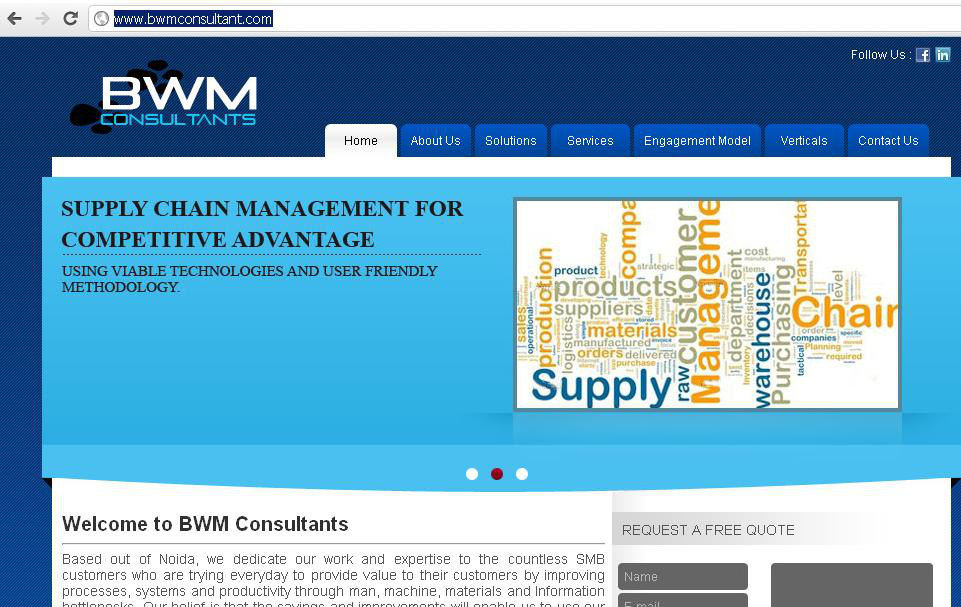 www.bwmconsultant.com
Follow Us :
BWM
CONSULTANTS
Home About Us Solutions Services Engagement Model Verticals Contact Us
SUPPLY CHAIN MANAGEMENT FOR
COMPETITIVE ADVANTAGE
USING VIABLE TECHNOLOGIES AND USER FRIENDLY
METHODOLOGY.
production
technology
compa
strategic
customer
Manageme
department
cost
manufacturing
items
decisions
warehouse
Purchasing
Transporta
level
Chain
product
products
suppliers
date
sales
operational
logistics
materials
manufactured
invoice
orders
delivered
purchase
stored
raw
Inventory
order
specific
companies
Planning
tactical
required
Supply
Welcome to BWM Consultants
Based out of Noida, we dedicate our work and expertise to the countless SMB
customers who are trying everyday to provide value to their customers by improving
processes, systems and productivity through man, machine, materials and Information
bottlenecks. Our belief is that the savings and improvements will enable us to use our
REQUEST A FREE QUOTE
Name
E-mail